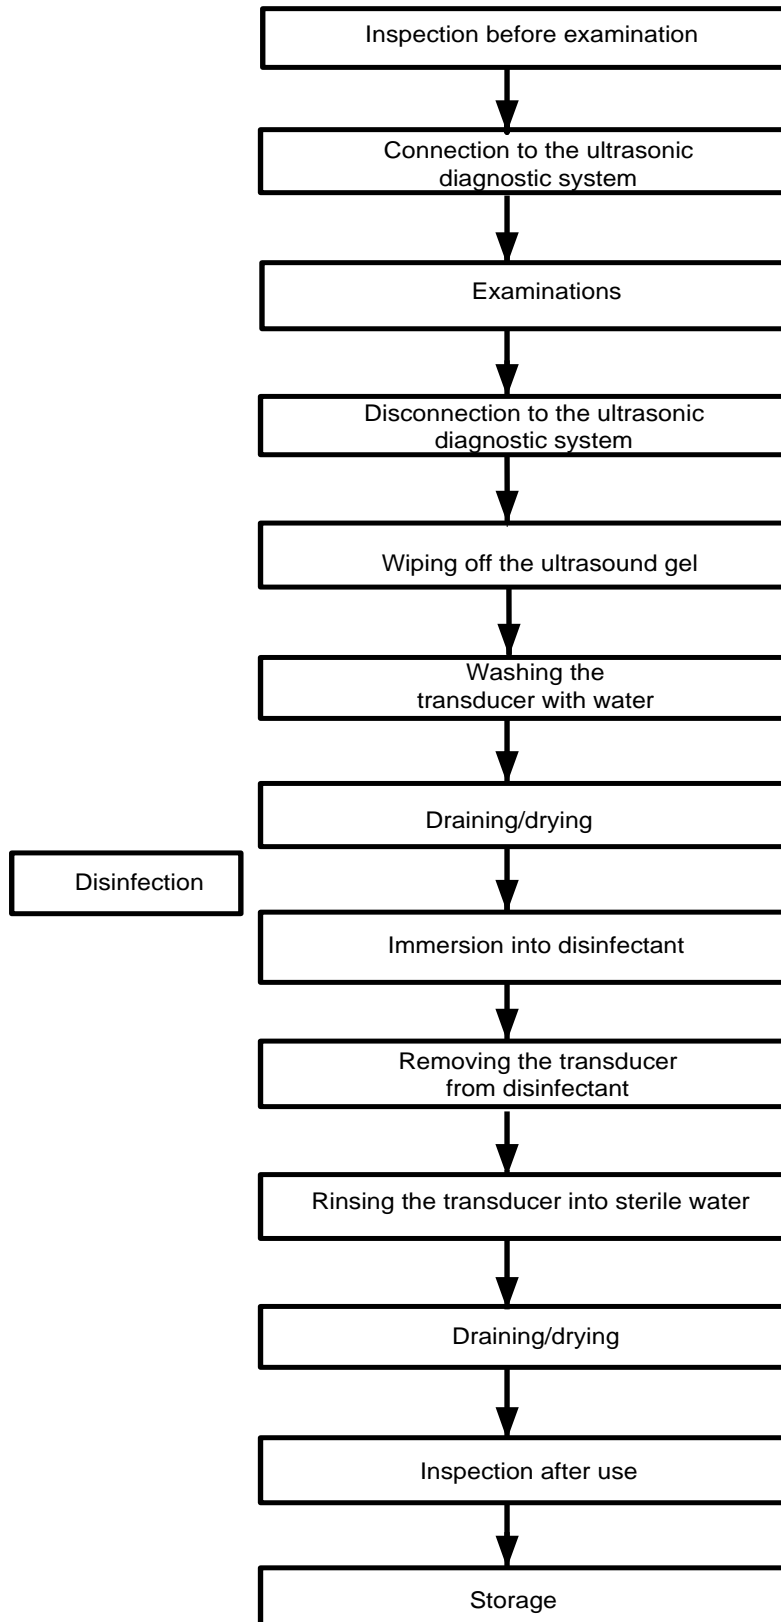 Inspection before examination
Connection to the ultrasonic
diagnostic system
Examinations
Disconnection to the ultrasonic
diagnostic system
Wiping off the ultrasound gel
Washing the
transducer with water
Draining/drying
Disinfection
Immersion into disinfectant
Removing the transducer
from disinfectant
Rinsing the transducer into sterile water
Draining/drying
Inspection after use
Storage